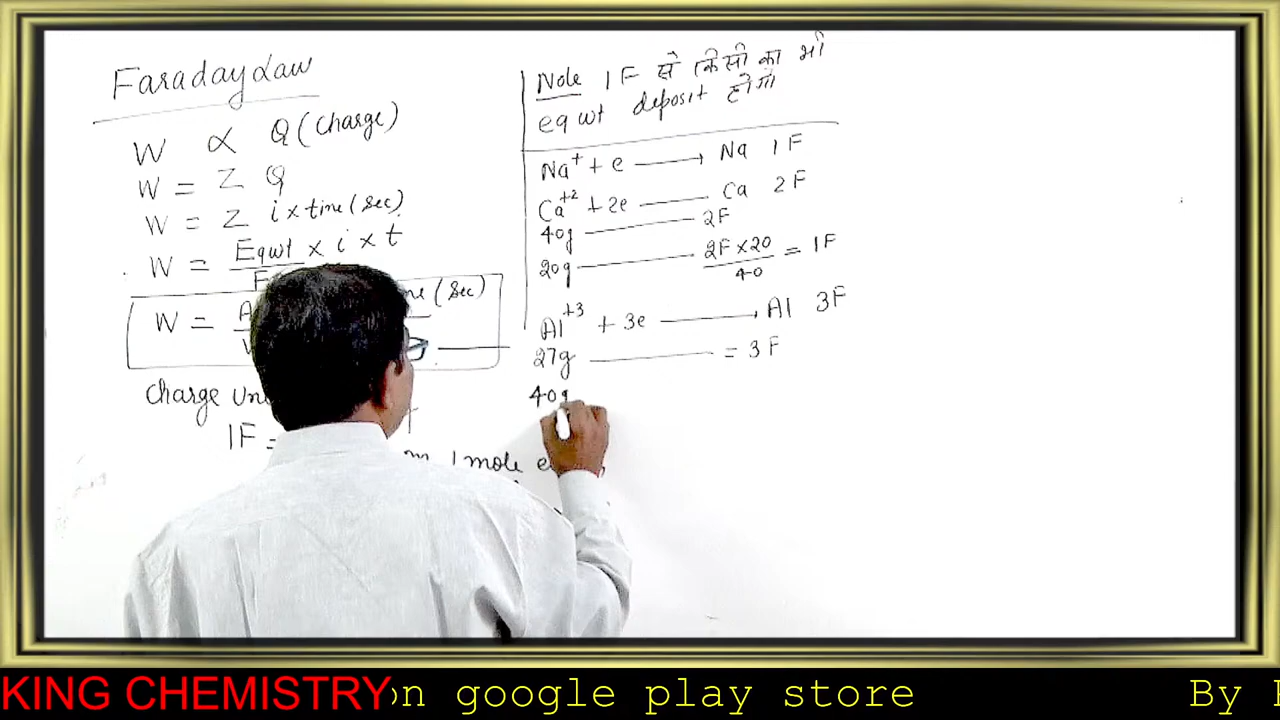 Faraday Law
W ∝ Q (Charge)
W = Z Q
W = Z i x time (Sec)
W = Eqwt x i x t
F
W = A
me (Sec)
Charge Un
1F =
m 1 mole e
Note 1F से किसी का भी
eq wt deposit होगा
Na⁺ + e ⟶ Na 1F
Ca⁺² + 2e —— Ca 2F
40g —— 2F
20g —— 2F x 20 / 40 = 1F
Al⁺³ + 3e ⟶ Al 3F
27g —— = 3F
40g
KING CHEMISTRY on google play store By